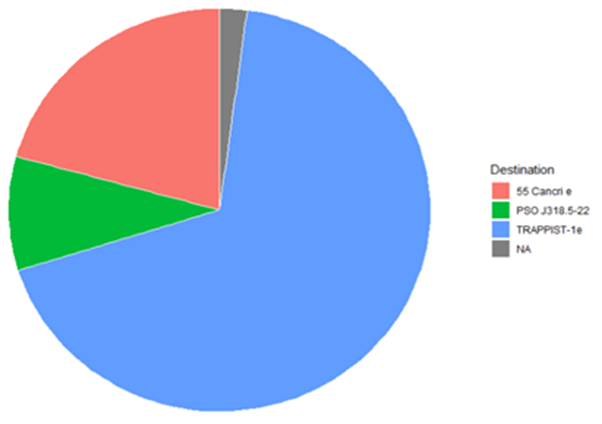 Destination
55 Cancri e
PSO J318.5-22
TRAPPIST-1e
NA